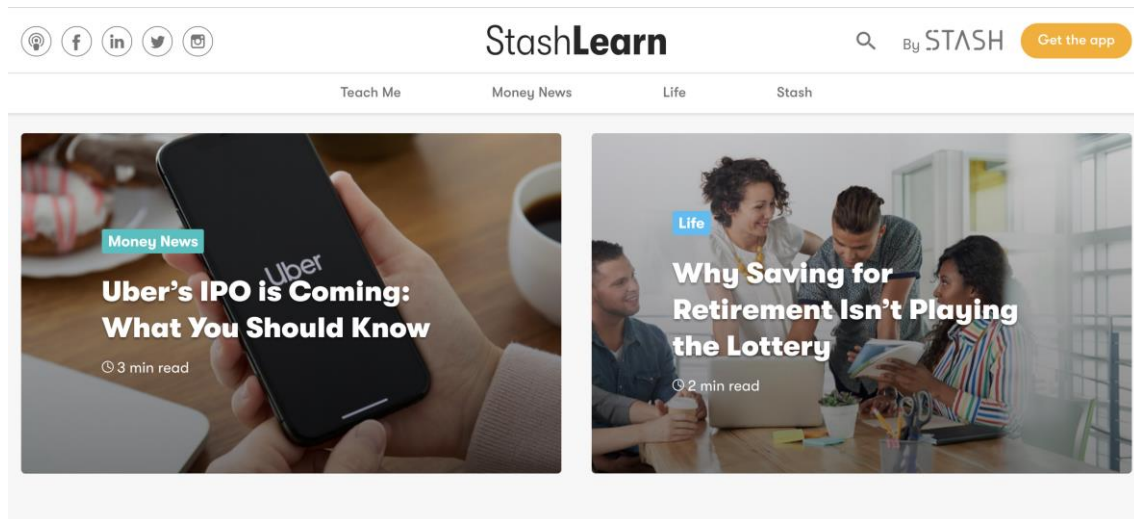 StashLearn
By STASH
Get the app
Teach Me
Money News
Life
Stash
Money News
Uber
Uber's IPO is Coming:
What You Should Know
3 min read
Life
Why Saving for
Retirement Isn't Playing
the Lottery
2 min read